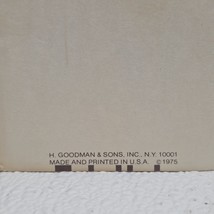 H. GOODMAN & SONS, INC., N.Y. 10001
MADE AND PRINTED IN U.S.A. © 1975